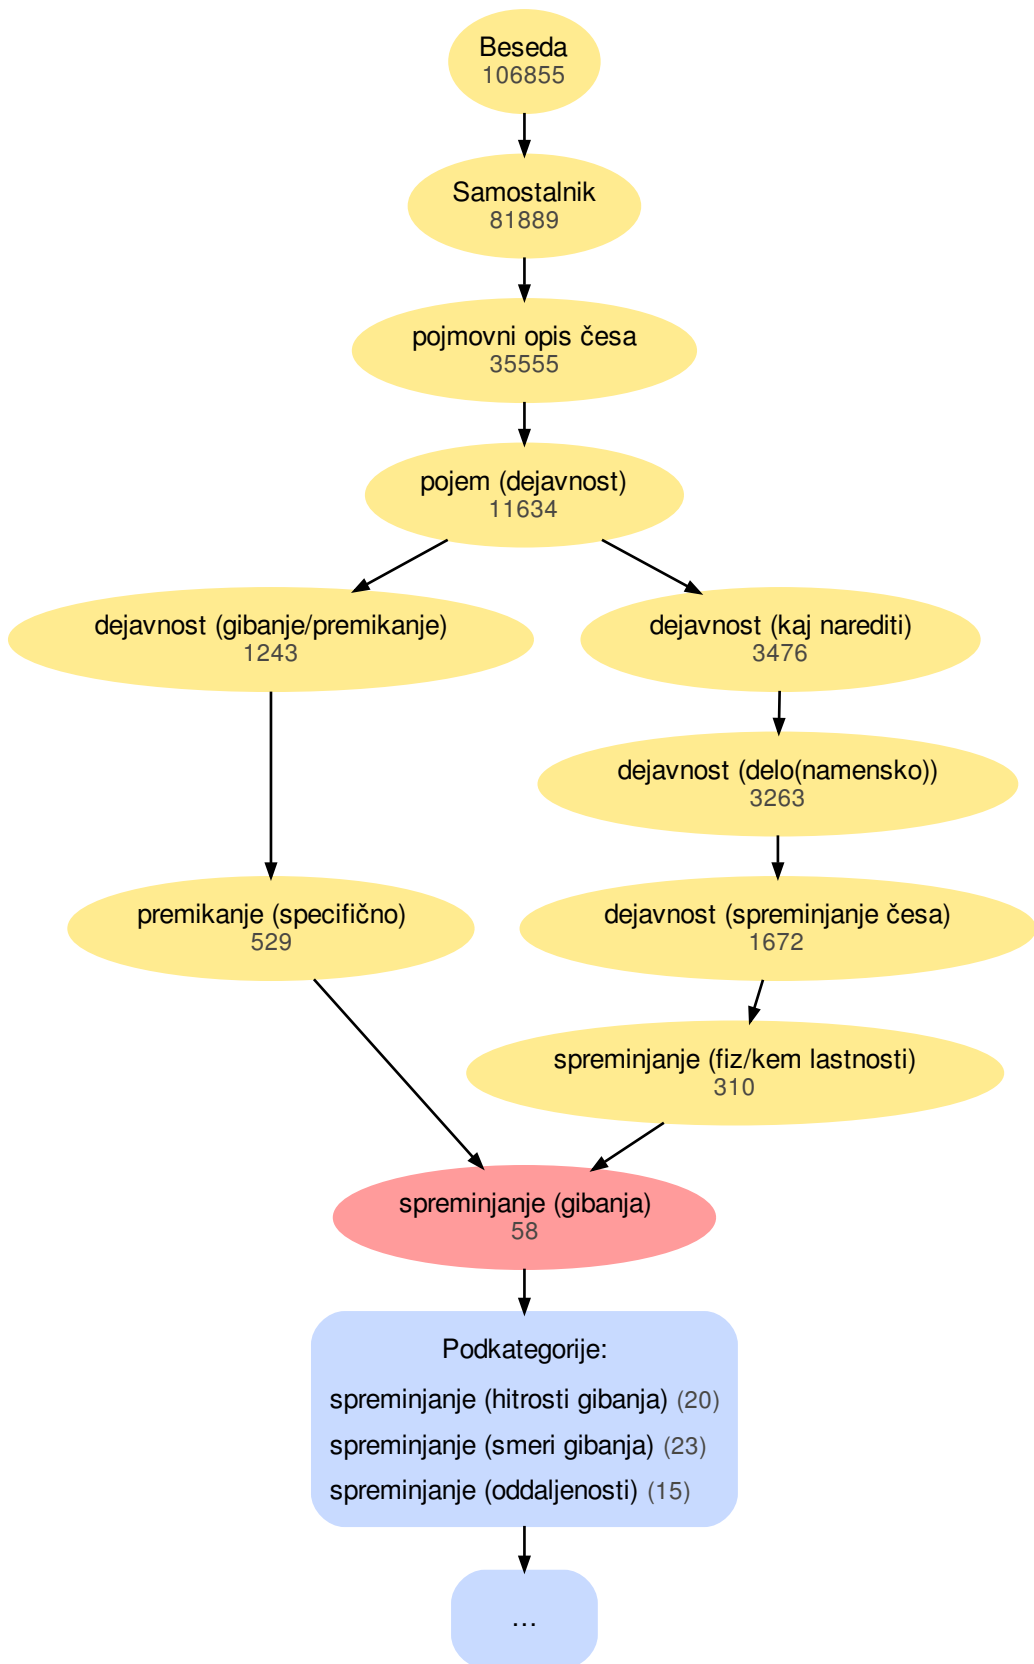 Beseda
106855
Samostalnik
81889
pojmovni opis česa
35555
pojem (dejavnost)
11634
dejavnost (gibanje/premikanje)
1243
dejavnost (kaj narediti)
3476
dejavnost (delo(namensko))
3263
premikanje (specifično)
529
dejavnost (spreminjanje česa)
1672
spreminjanje (fiz/kem lastnosti)
310
spreminjanje (gibanja)
58
Podkategorije:
spreminjanje (hitrosti gibanja) (20)
spreminjanje (smeri gibanja) (23)
spreminjanje (oddaljenosti) (15)
...